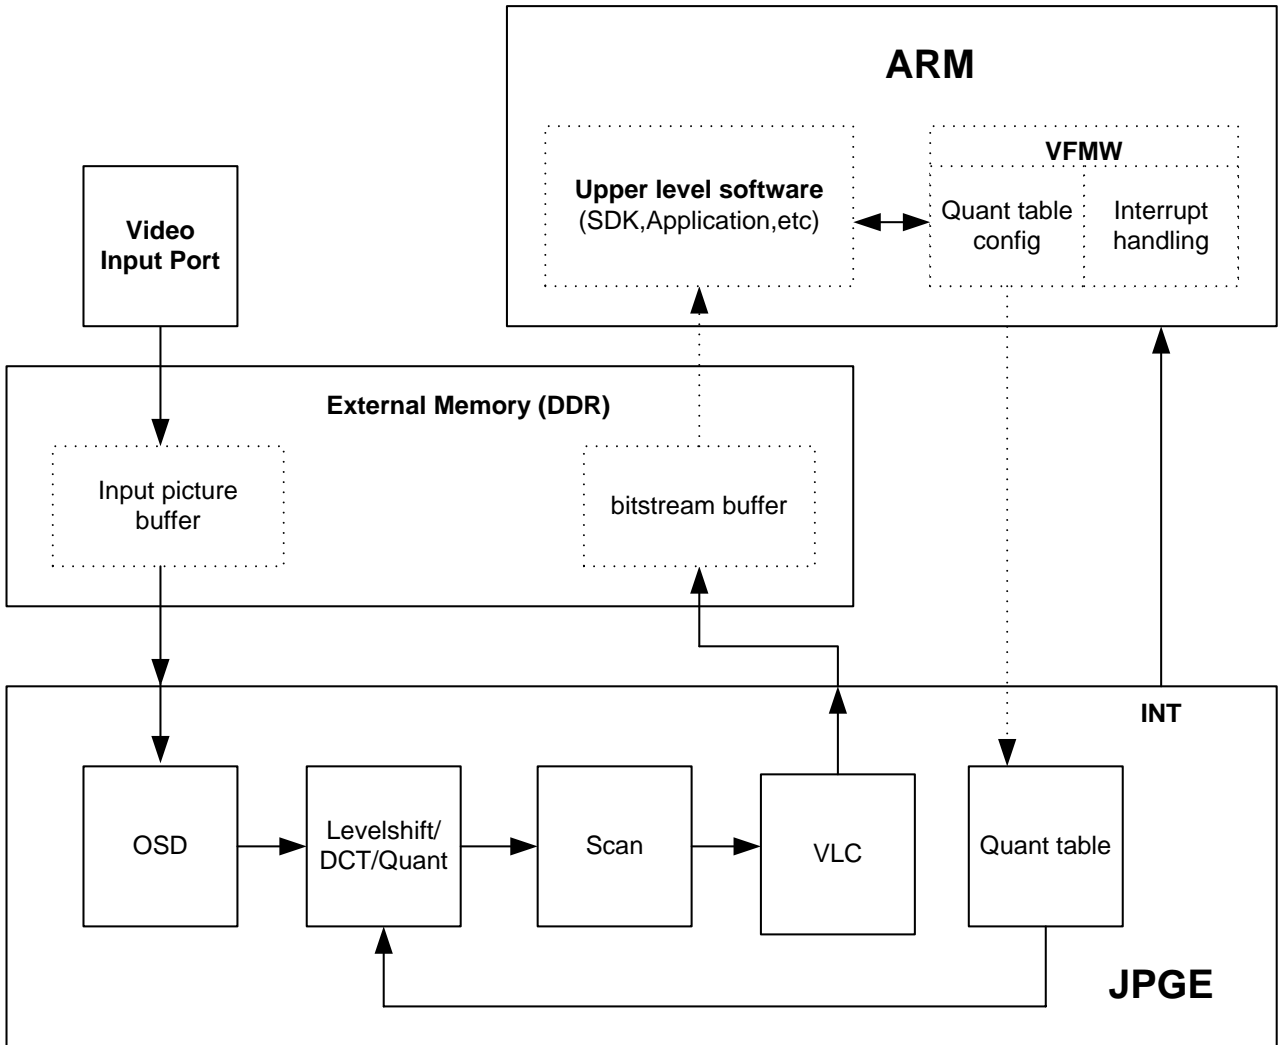 ARM
VFMW
Upper level software
(SDK,Application,etc)
Quant table
config
Interrupt
handling
Video
Input Port
External Memory (DDR)
Input picture
buffer
bitstream buffer
INT
OSD
Levelshift/
DCT/Quant
Scan
VLC
Quant table
JPGE